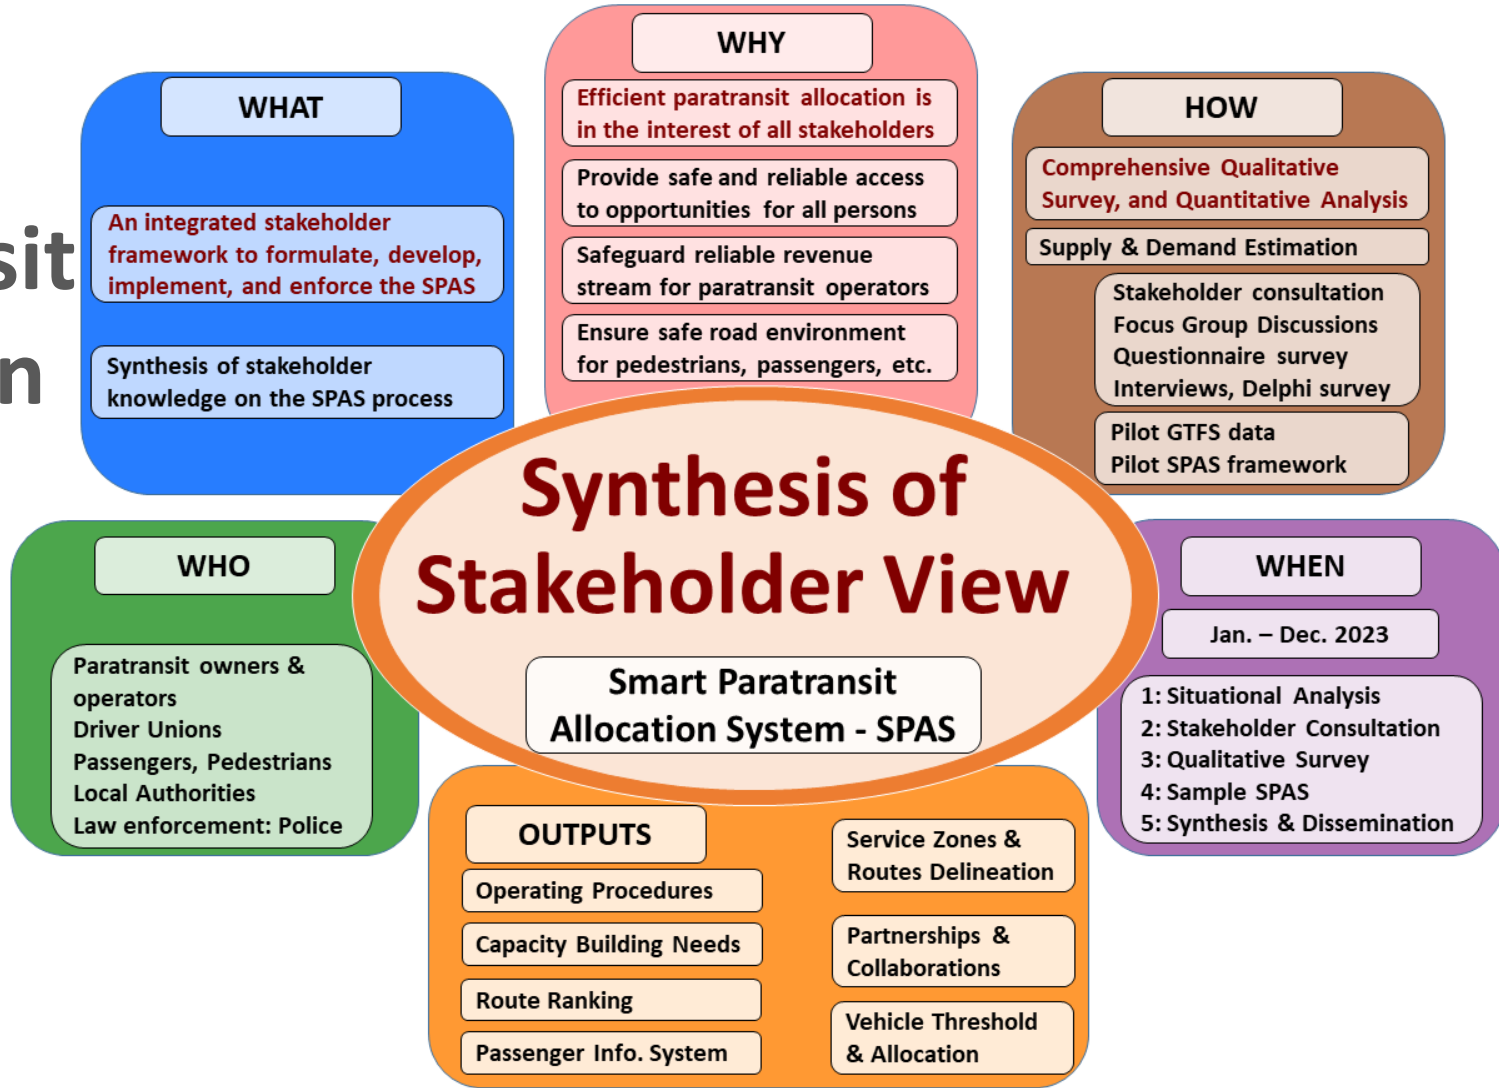 WHY
Efficient paratransit allocation is
in the interest of all stakeholders
Provide safe and reliable access
to opportunities for all persons
Safeguard reliable revenue
stream for paratransit operators
Ensure safe road environment
for pedestrians, passengers, etc.
WHAT
An integrated stakeholder
framework to formulate, develop,
implement, and enforce the SPAS
Synthesis of stakeholder
knowledge on the SPAS process
HOW
Comprehensive Qualitative
Survey, and Quantitative Analysis
Supply & Demand Estimation
Stakeholder consultation
Focus Group Discussions
Questionnaire survey
Interviews, Delphi survey
Pilot GTFS data
Pilot SPAS framework
Synthesis of
Stakeholder View
Smart Paratransit
Allocation System - SPAS
WHO
Paratransit owners &
operators
Driver Unions
Passengers, Pedestrians
Local Authorities
Law enforcement: Police
WHEN
Jan. – Dec. 2023
1: Situational Analysis
2: Stakeholder Consultation
3: Qualitative Survey
4: Sample SPAS
5: Synthesis & Dissemination
OUTPUTS
Operating Procedures
Capacity Building Needs
Route Ranking
Passenger Info. System
Service Zones &
Routes Delineation
Partnerships &
Collaborations
Vehicle Threshold
& Allocation